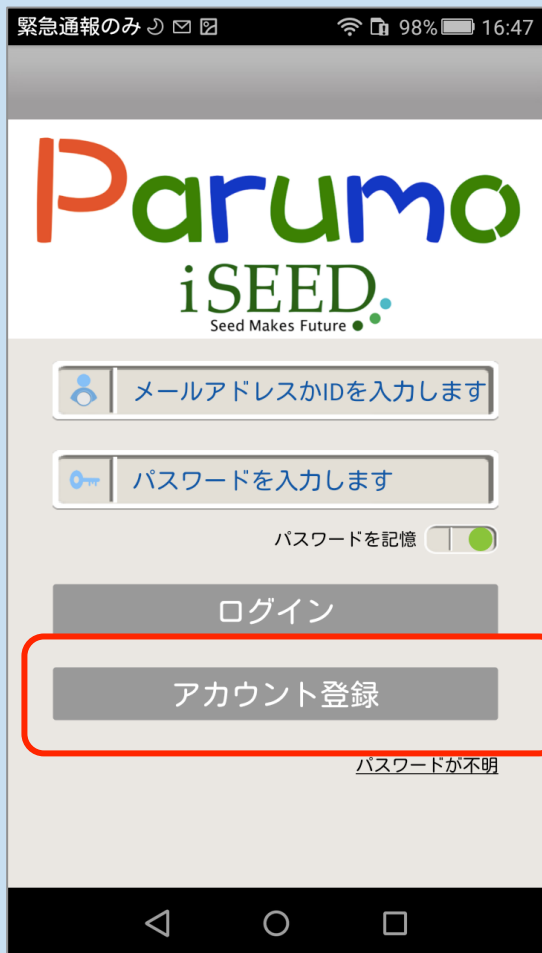 緊急通報のみ 98% 16:47
Parumo
iSEED
Seed Makes Future
メールアドレスかIDを入力します
パスワードを入力します
パスワードを記憶
ログイン
アカウント登録
パスワードが不明